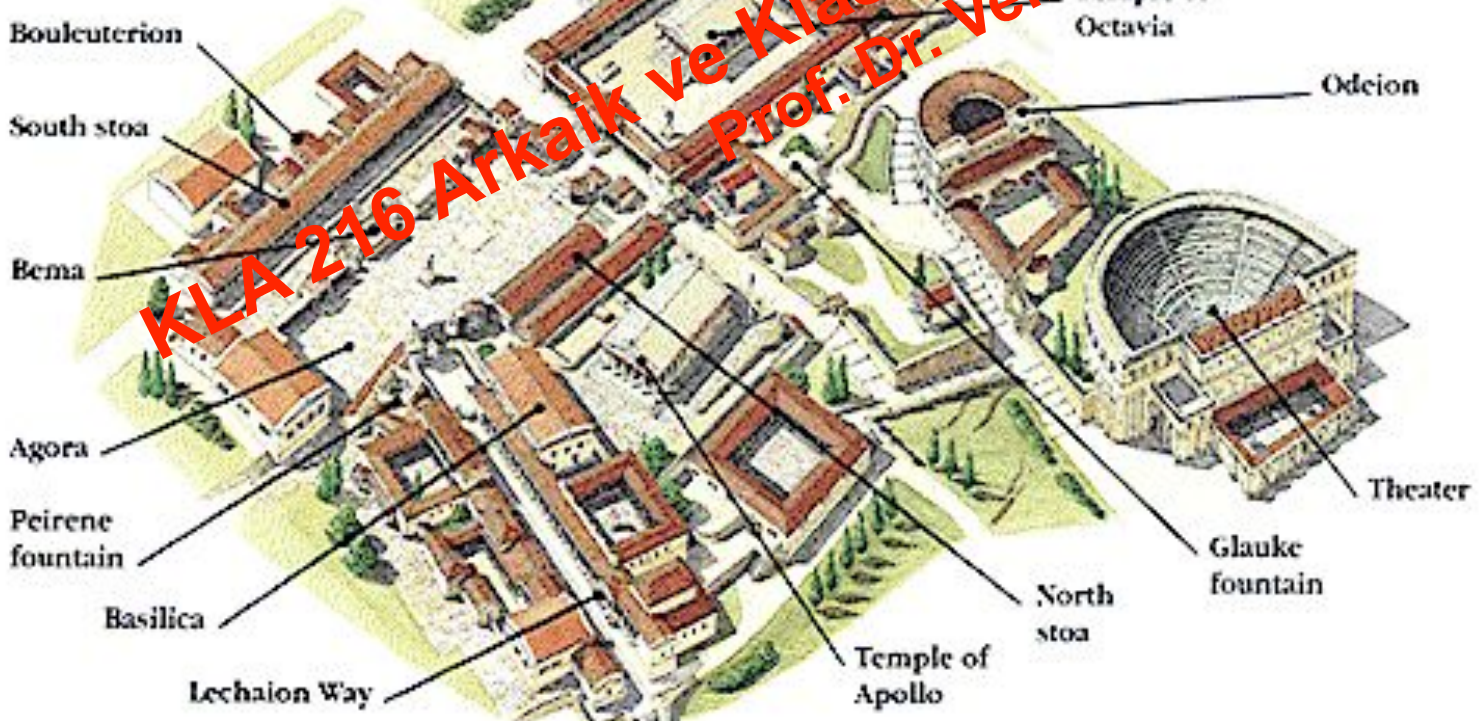 Bouleuterion
South stoa
Bema
Agora
Peirene
fountain
Basilica
Lechaion Way
KLA 216 Arkaik ve
Prof. Dr.
Octavia
Odeion
Theater
Glauke
fountain
North
stoa
Temple of
Apollo